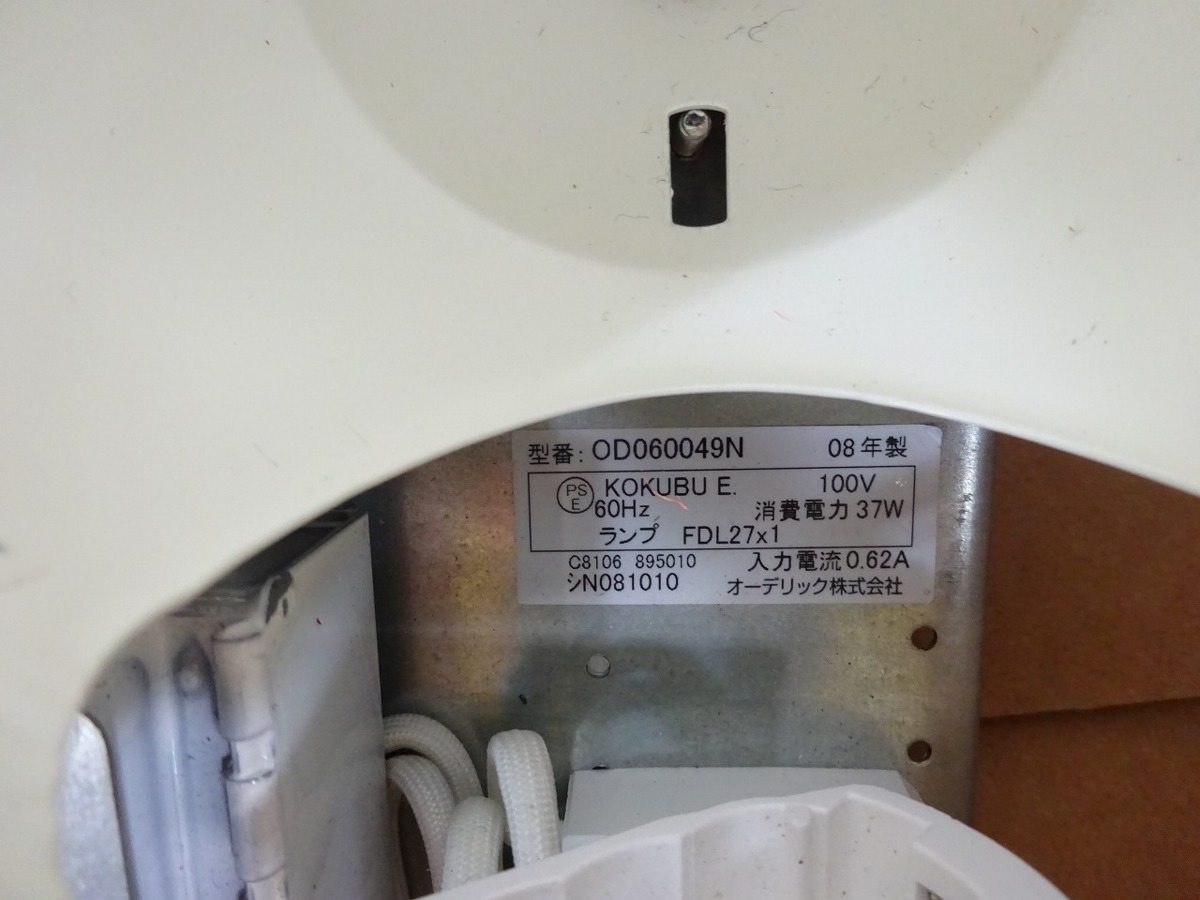 型番: OD060049N 08年製
PS E KOKUBU E. 100V
60Hz 消費電力 37W
ランプ FDL27x1
C8106 895010 入力電流 0.62A
シN081010 オーデリック株式会社